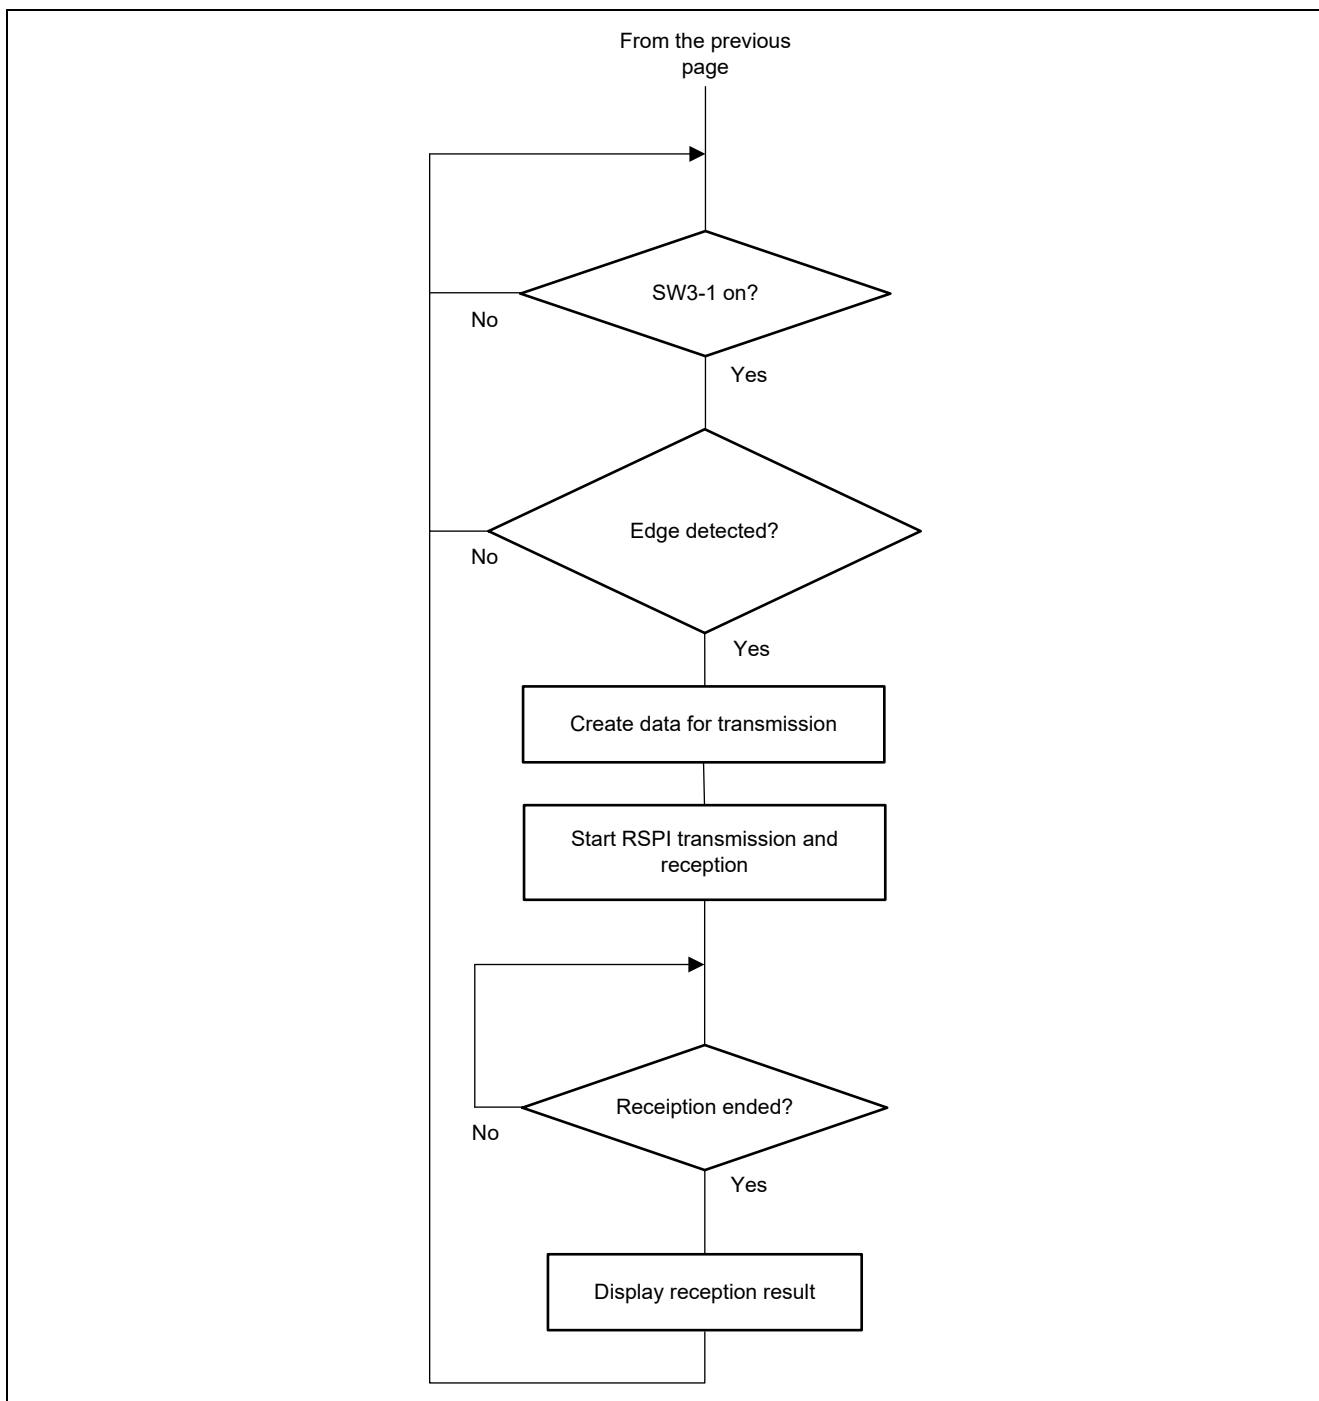 From the previous
page
SW3-1 on?
No
Yes
Edge detected?
No
Yes
Create data for transmission
Start RSPI transmission and
reception
Receiption ended?
No
Yes
Display reception result